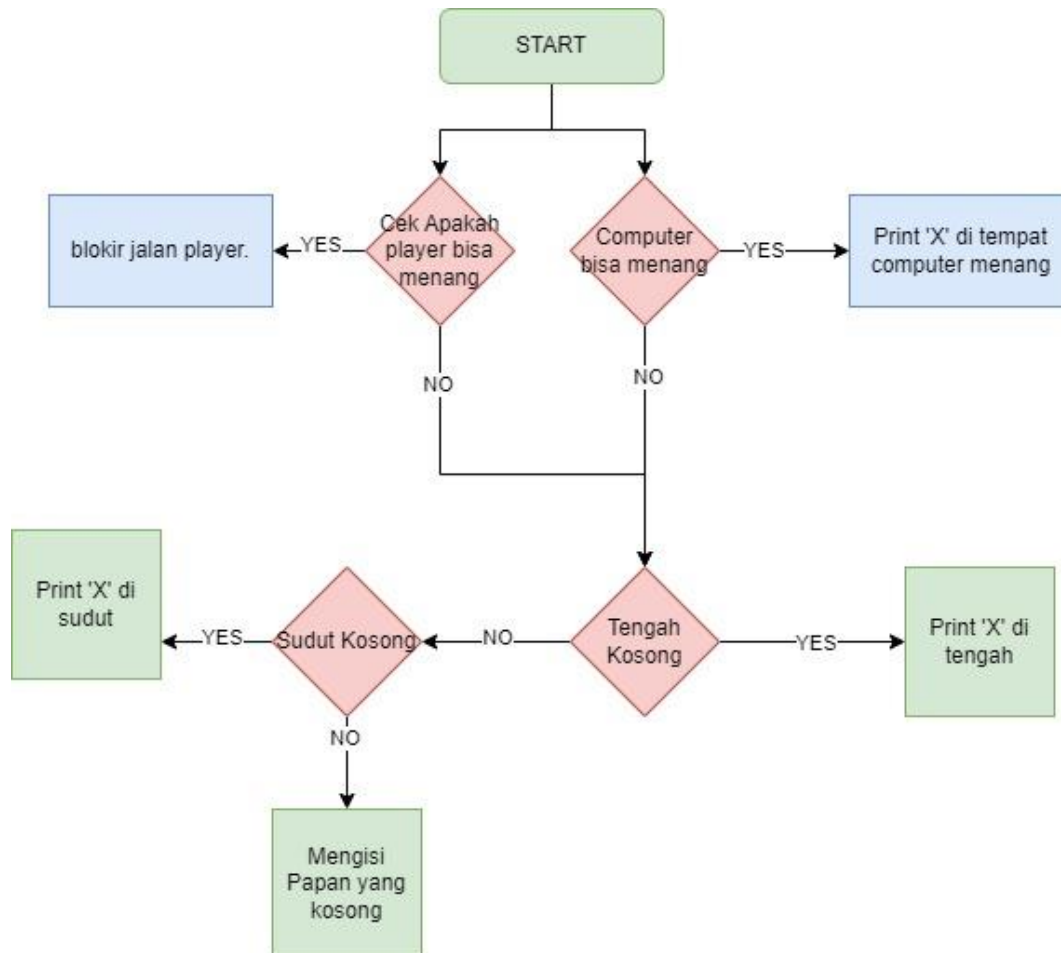 START
Cek Apakah
player bisa
menang
Computer
bisa menang
blokir jalan player.
YES
YES
Print 'X' di tempat
computer menang
NO
NO
Print 'X' di
sudut
YES
Sudut Kosong
NO
Tengah
Kosong
YES
Print 'X' di
tengah
NO
Mengisi
Papan yang
kosong